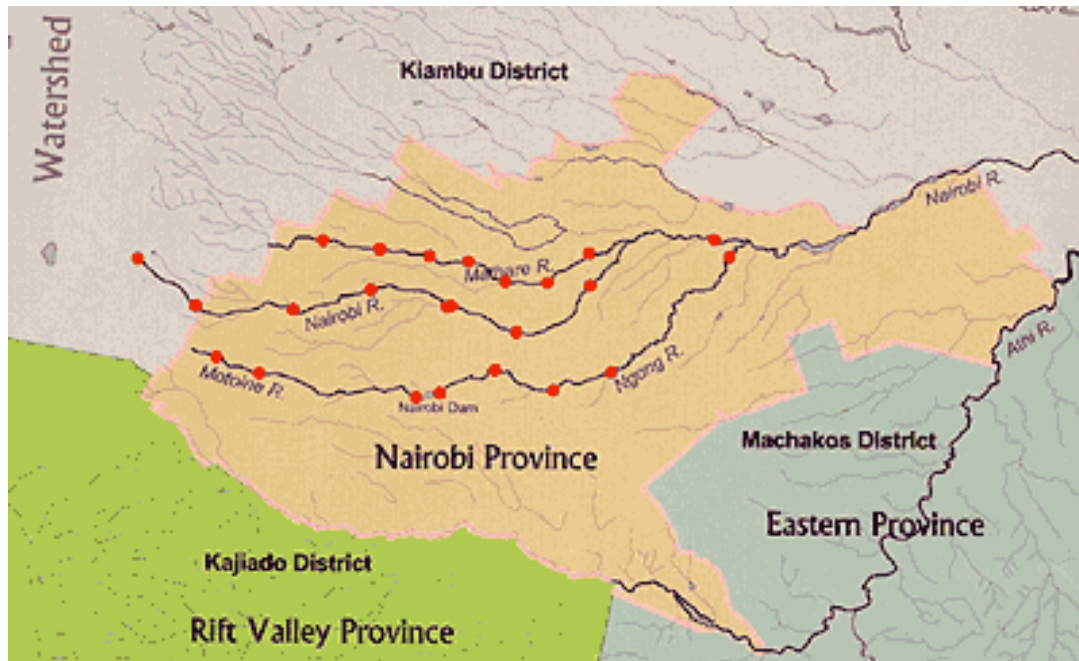 Watershed
Kiambu District
Nairobi R.
Mathare R.
Nairobi R.
Motoine R.
Ngong R.
Athi R.
Nairobi Dam
Nairobi Province
Machakos District
Eastern Province
Kajiado District
Rift Valley Province